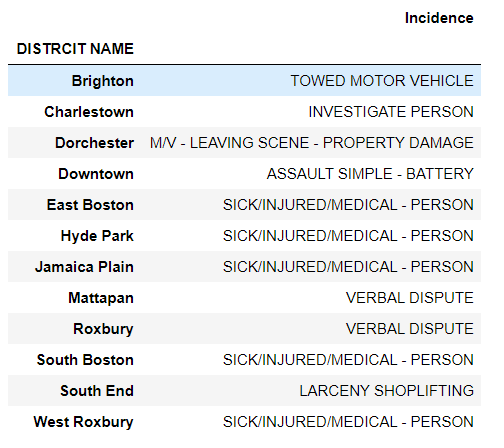 Incidence
DISTRCIT NAME
Brighton TOWED MOTOR VEHICLE
Charlestown INVESTIGATE PERSON
Dorchester M/V - LEAVING SCENE - PROPERTY DAMAGE
Downtown ASSAULT SIMPLE - BATTERY
East Boston SICK/INJURED/MEDICAL - PERSON
Hyde Park SICK/INJURED/MEDICAL - PERSON
Jamaica Plain SICK/INJURED/MEDICAL - PERSON
Mattapan VERBAL DISPUTE
Roxbury VERBAL DISPUTE
South Boston SICK/INJURED/MEDICAL - PERSON
South End LARCENY SHOPLIFTING
West Roxbury SICK/INJURED/MEDICAL - PERSON